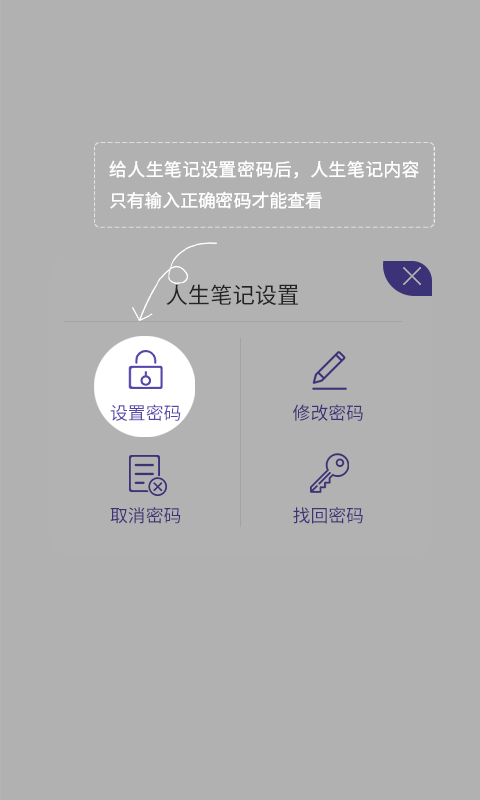 给人生笔记设置密码后，人生笔记内容
只有输入正确密码才能查看
人生笔记设置
设置密码
修改密码
取消密码
找回密码